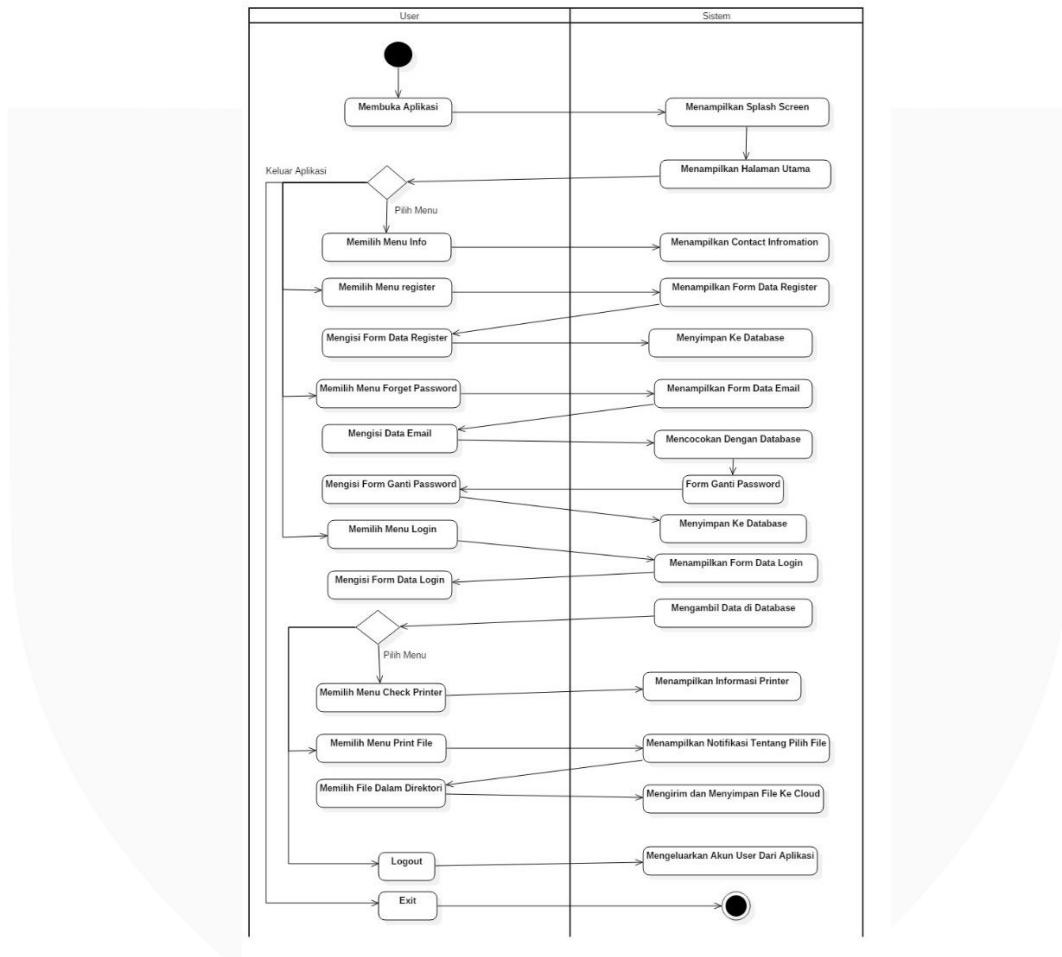 User
Sistem
Membuka Aplikasi
Menampilkan Splash Screen
Keluar Aplikasi
Menampilkan Halaman Utama
Pilih Menu
Memilih Menu Info
Menampilkan Contact Infromation
Memilih Menu register
Menampilkan Form Data Register
Mengisi Form Data Register
Menyimpan Ke Database
Memilih Menu Forget Password
Menampilkan Form Data Email
Mengisi Data Email
Mencocokan Dengan Database
Mengisi Form Ganti Password
Form Ganti Password
Menyimpan Ke Database
Memilih Menu Login
Menampilkan Form Data Login
Mengisi Form Data Login
Mengambil Data di Database
Pilih Menu
Memilih Menu Check Printer
Menampilkan Informasi Printer
Memilih Menu Print File
Menampilkan Notifikasi Tentang Pilih File
Memilih File Dalam Direktori
Mengirim dan Menyimpan File Ke Cloud
Logout
Mengeluarkan Akun User Dari Aplikasi
Exit